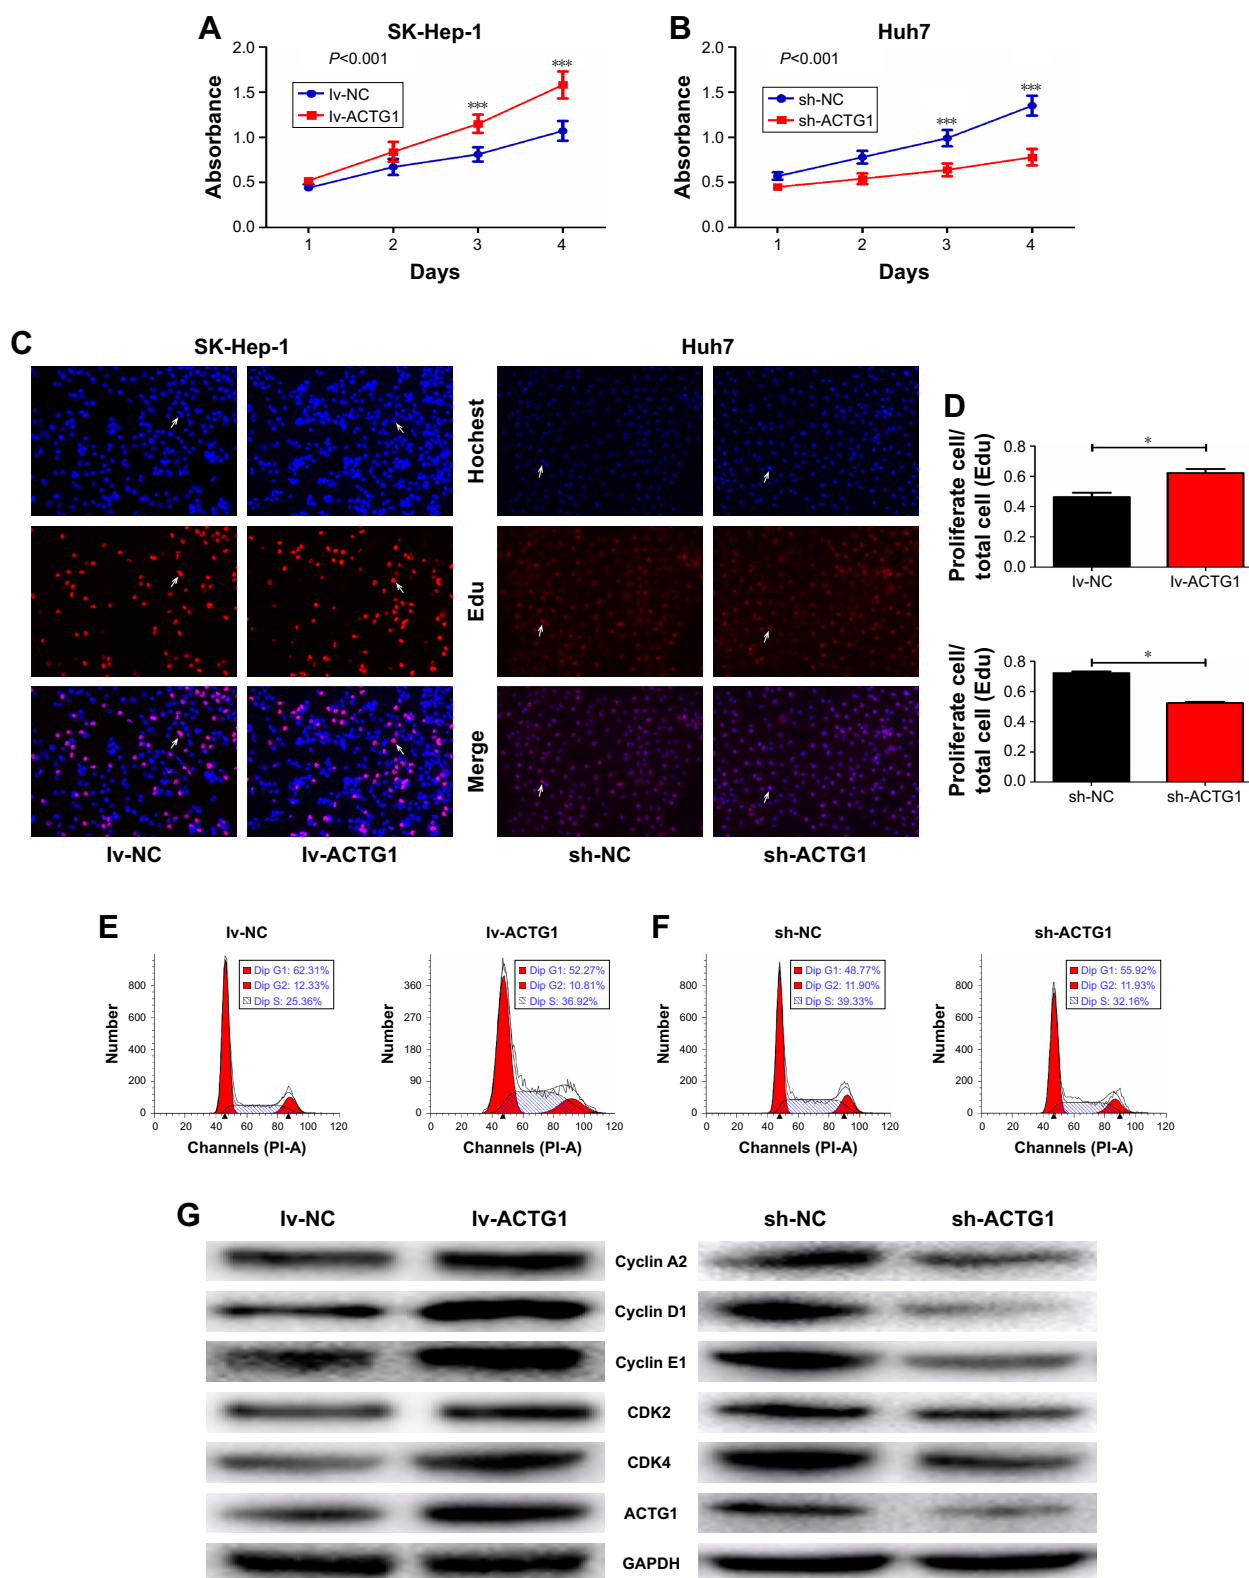 A
SK-Hep-1
P<0.001
lv-NC
lv-ACTG1
***
***
2.0
1.5
1.0
0.5
0.0
Absorbance
1 2 3 4
Days
B
Huh7
P<0.001
sh-NC
sh-ACTG1
***
***
2.0
1.5
1.0
0.5
0.0
Absorbance
1 2 3 4
Days
C
SK-Hep-1
Huh7
Hochest
Edu
Merge
lv-NC
lv-ACTG1
sh-NC
sh-ACTG1
D
Proliferate cell/
total cell (Edu)
0.8
0.6
0.4
0.2
0.0
*
lv-NC
lv-ACTG1
Proliferate cell/
total cell (Edu)
0.8
0.6
0.4
0.2
0.0
*
sh-NC
sh-ACTG1
E
lv-NC
Dip G1: 62.31%
Dip G2: 12.33%
Dip S: 25.36%
Number
800
600
400
200
0
0 20 40 60 80 100 120
Channels (PI-A)
lv-ACTG1
Dip G1: 52.27%
Dip G2: 10.81%
Dip S: 36.92%
Number
360
270
180
90
0
0 20 40 60 80 100 120
Channels (PI-A)
F
sh-NC
Dip G1: 48.77%
Dip G2: 11.90%
Dip S: 39.33%
Number
800
600
400
200
0
0 20 40 60 80 100 120
Channels (PI-A)
sh-ACTG1
Dip G1: 55.92%
Dip G2: 11.93%
Dip S: 32.16%
Number
800
600
400
200
0
0 20 40 60 80 100 120
Channels (PI-A)
G
lv-NC
lv-ACTG1
sh-NC
sh-ACTG1
Cyclin A2
Cyclin D1
Cyclin E1
CDK2
CDK4
ACTG1
GAPDH